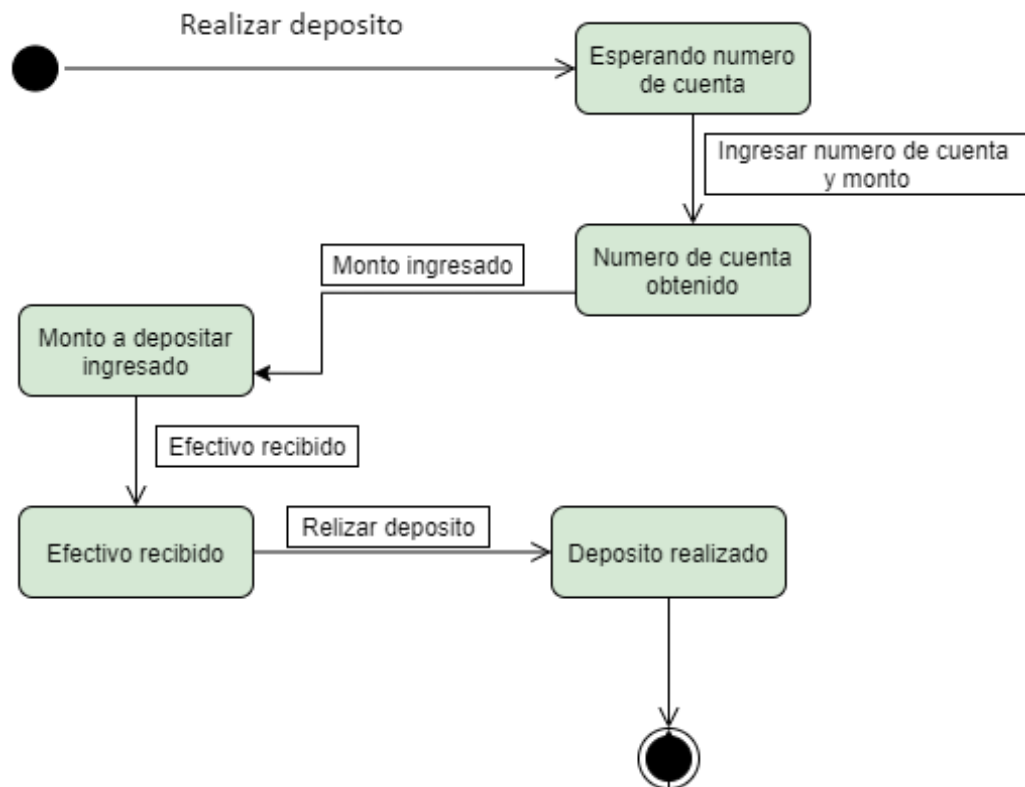 Realizar deposito
Esperando numero
de cuenta
Ingresar numero de cuenta
y monto
Numero de cuenta
obtenido
Monto ingresado
Monto a depositar
ingresado
Efectivo recibido
Efectivo recibido
Relizar deposito
Deposito realizado